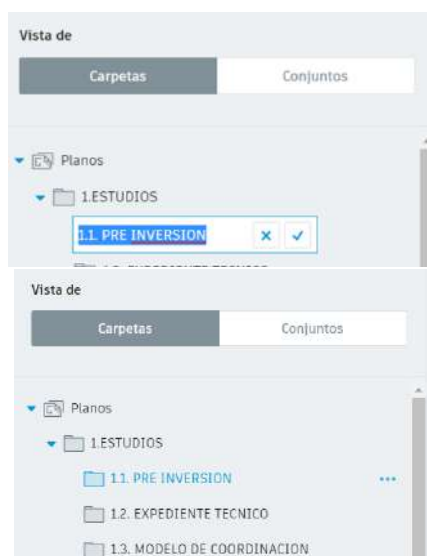 Vista de
Carpetas Conjuntos
Planos
1.ESTUDIOS
1.1. PRE INVERSION
Vista de
Carpetas Conjuntos
Planos
1.ESTUDIOS
1.1. PRE INVERSION
1.2. EXPEDIENTE TECNICO
1.3. MODELO DE COORDINACION